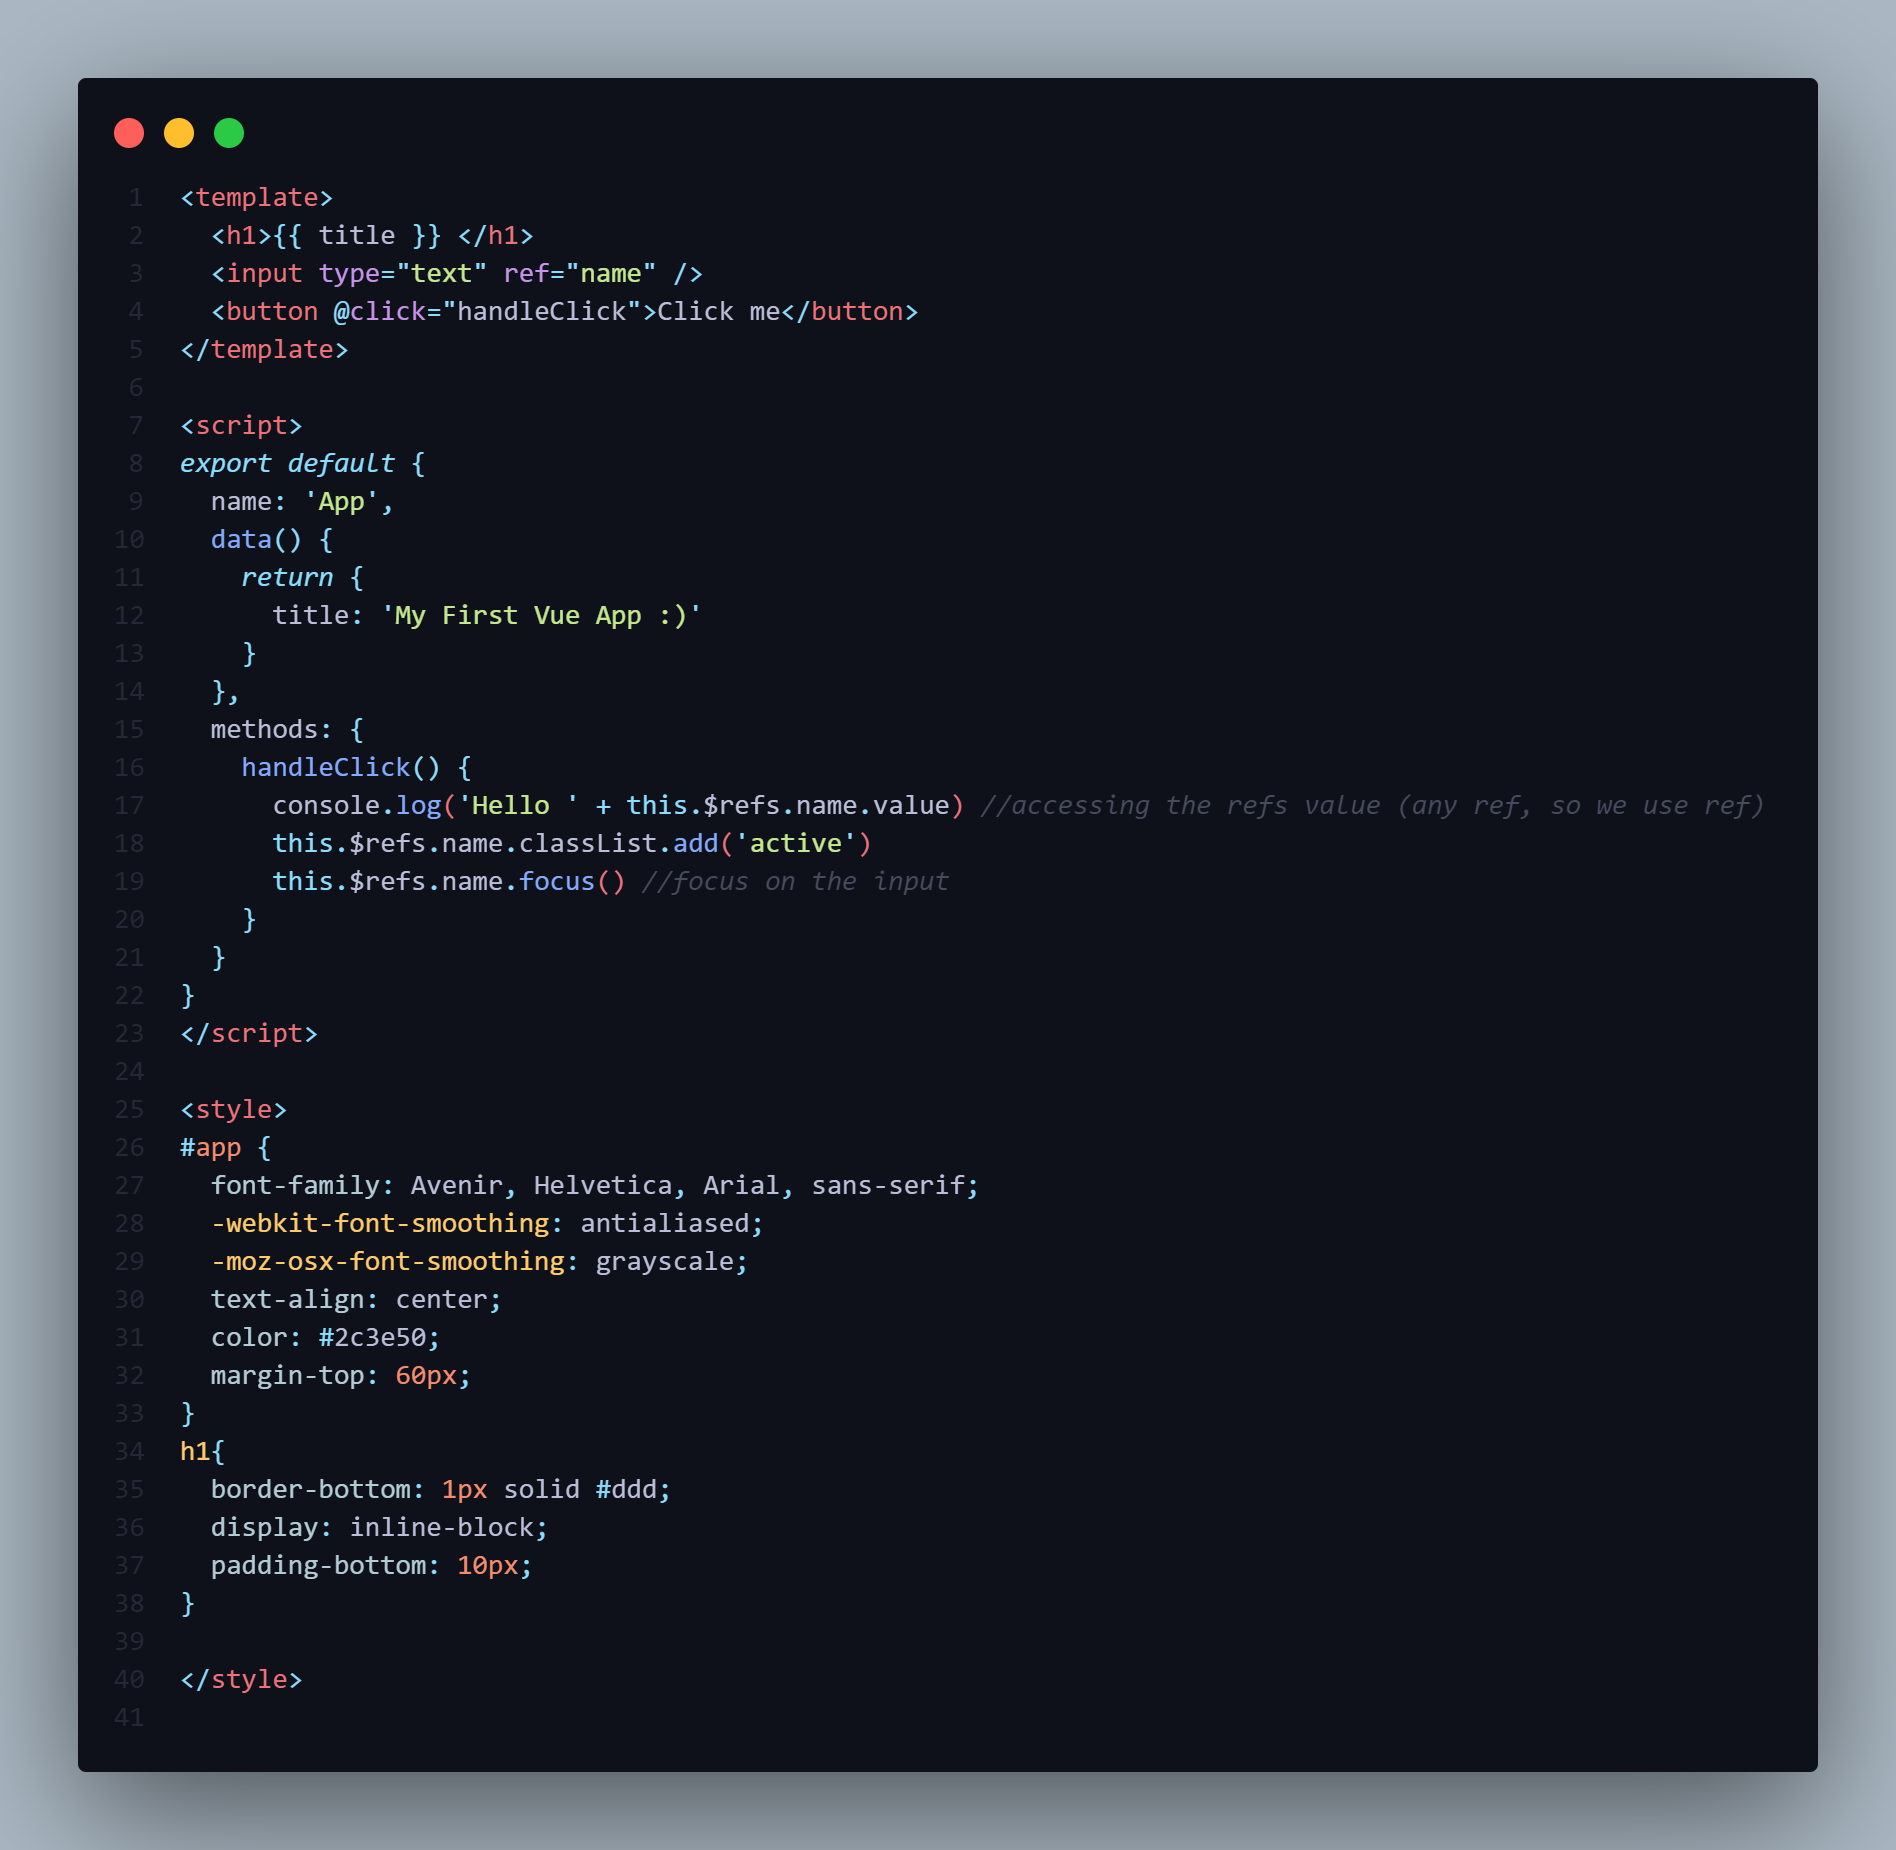 1 <template>
2   <h1>{{ title }} </h1>
3   <input type="text" ref="name" />
4   <button @click="handleClick">Click me</button>
5 </template>
6
7 <script>
8 export default {
9   name: 'App',
10   data() {
11     return {
12       title: 'My First Vue App :)'
13     }
14   },
15   methods: {
16     handleClick() {
17       console.log('Hello ' + this.$refs.name.value) //accessing the refs value (any ref, so we use ref)
18       this.$refs.name.classList.add('active')
19       this.$refs.name.focus() //focus on the input
20     }
21   }
22 }
23 </script>
24
25 <style>
26 #app {
27   font-family: Avenir, Helvetica, Arial, sans-serif;
28   -webkit-font-smoothing: antialiased;
29   -moz-osx-font-smoothing: grayscale;
30   text-align: center;
31   color: #2c3e50;
32   margin-top: 60px;
33 }
34 h1{
35   border-bottom: 1px solid #ddd;
36   display: inline-block;
37   padding-bottom: 10px;
38 }
39
40 </style>
41